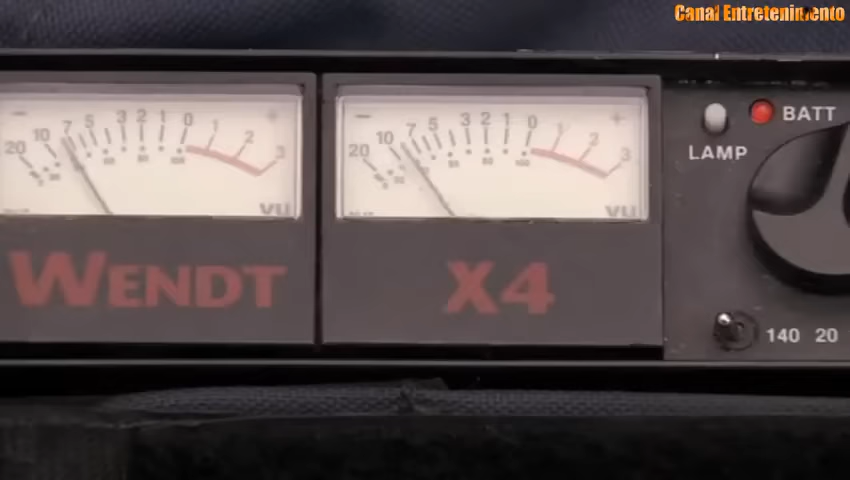 Canal Entretenimento
- 20 10 7 5 3 2 1 0 1 2 3 +
VU
- 20 10 7 5 3 2 1 0 1 2 3 +
VU
BATT
LAMP
WENDT
X4
140 20